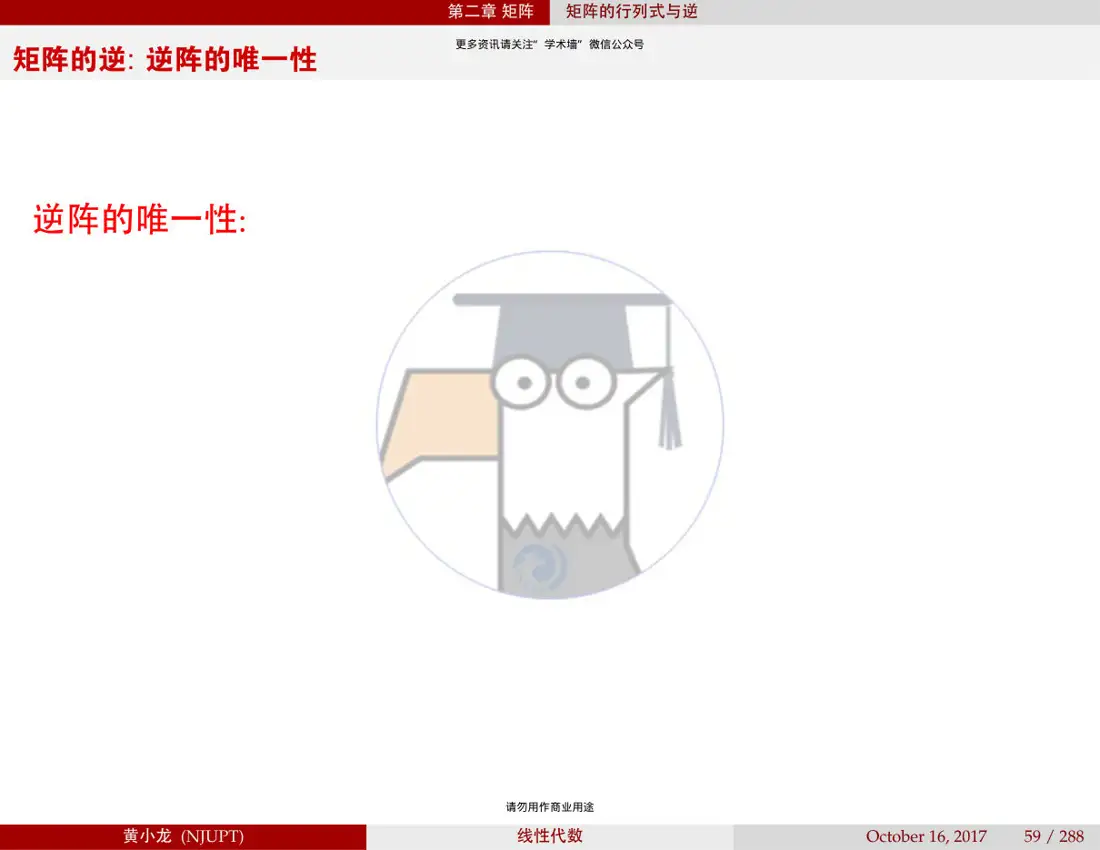 第二章 矩阵 矩阵的行列式与逆
更多资讯请关注“学术墙”微信公众号
矩阵的逆: 逆阵的唯一性
逆阵的唯一性:
请勿用作商业用途
黄小龙 (NJUPT) 线性代数 October 16, 2017 59 / 288